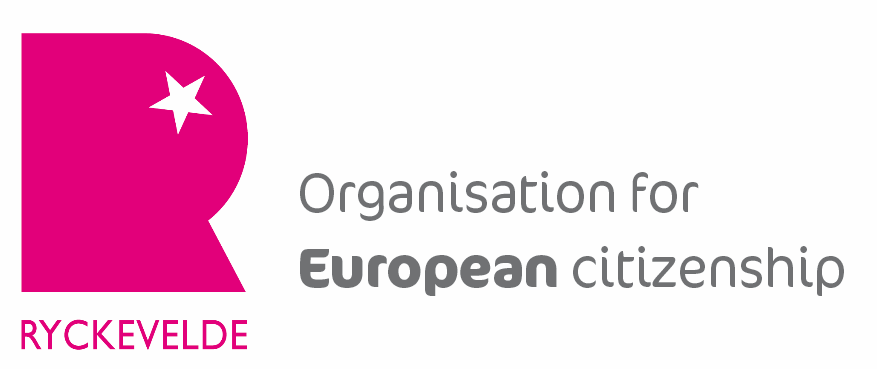 Organisation for
European citizenship
RYCKEVELDE